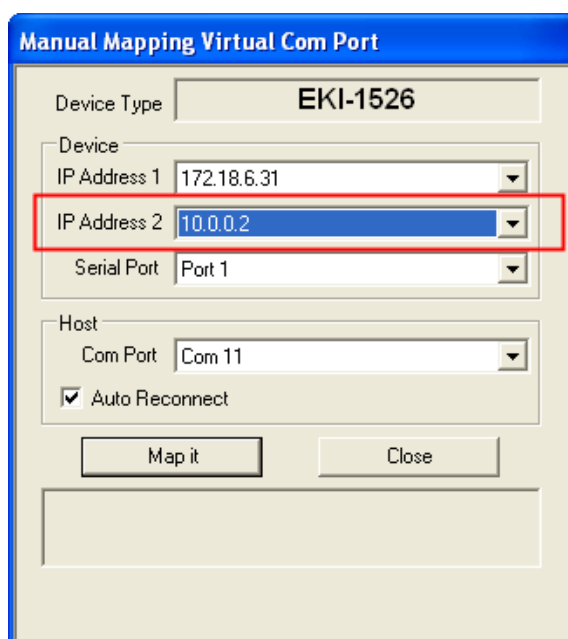 Manual Mapping Virtual Com Port
Device Type EKI-1526
Device
IP Address 1 172.18.6.31
IP Address 2 10.0.0.2
Serial Port Port 1
Host
Com Port Com 11
Auto Reconnect
Map it Close